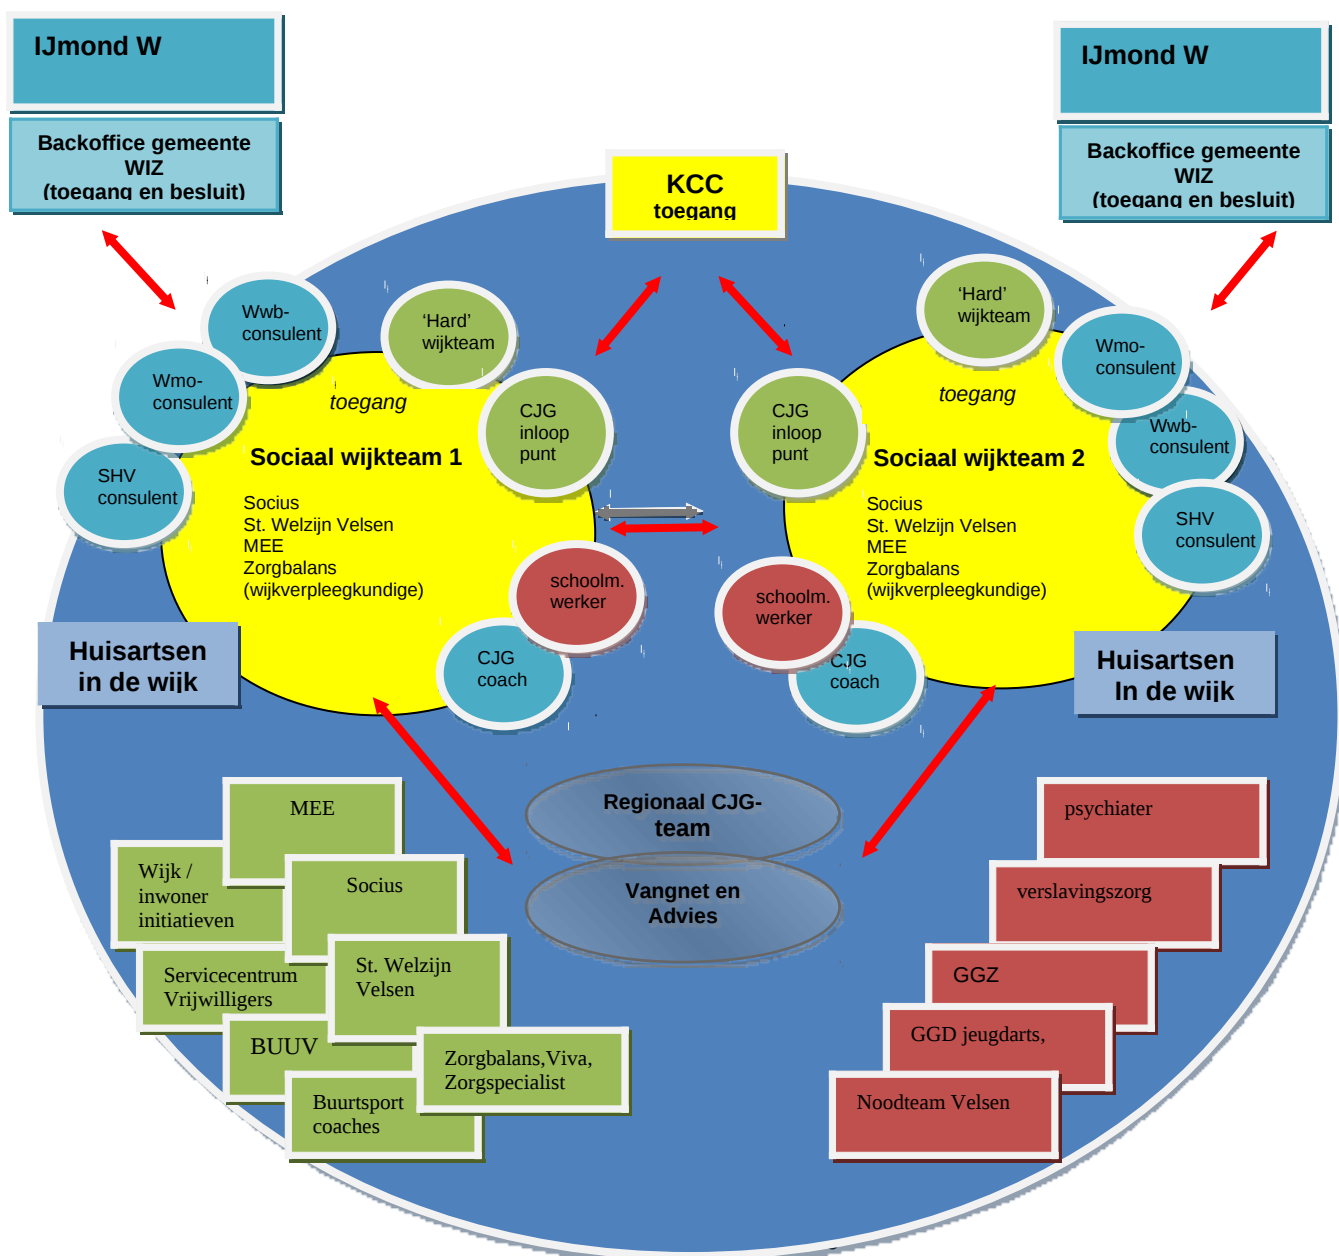 IJmond W
IJmond W
Backoffice gemeente
WIZ
(toegang en besluit)
Backoffice gemeente
WIZ
(toegang en besluit)
KCC
toegang
Wwb-
consulent
‘Hard’
wijkteam
Wmo-
consulent
SHV
consulent
toegang
CJG
inloop
punt
Sociaal wijkteam 1
Socius
St. Welzijn Velsen
MEE
Zorgbalans
(wijkverpleegkundige)
schoolm.
werker
CJG
coach
Huisartsen
in de wijk
‘Hard’
wijkteam
Wmo-
consulent
Wwb-
consulent
SHV
consulent
toegang
CJG
inloop
punt
Sociaal wijkteam 2
Socius
St. Welzijn Velsen
MEE
Zorgbalans
(wijkverpleegkundige)
schoolm.
werker
CJG
coach
Huisartsen
In de wijk
Regionaal CJG-
team
Vangnet en
Advies
MEE
Wijk /
inwoner
initiatieven
Socius
Servicecentrum
Vrijwilligers
St. Welzijn
Velsen
BUUV
Zorgbalans,Viva,
Zorgspecialist
Buurtsport
coaches
psychiater
verslavingszorg
GGZ
GGD jeugdarts,
Noodteam Velsen